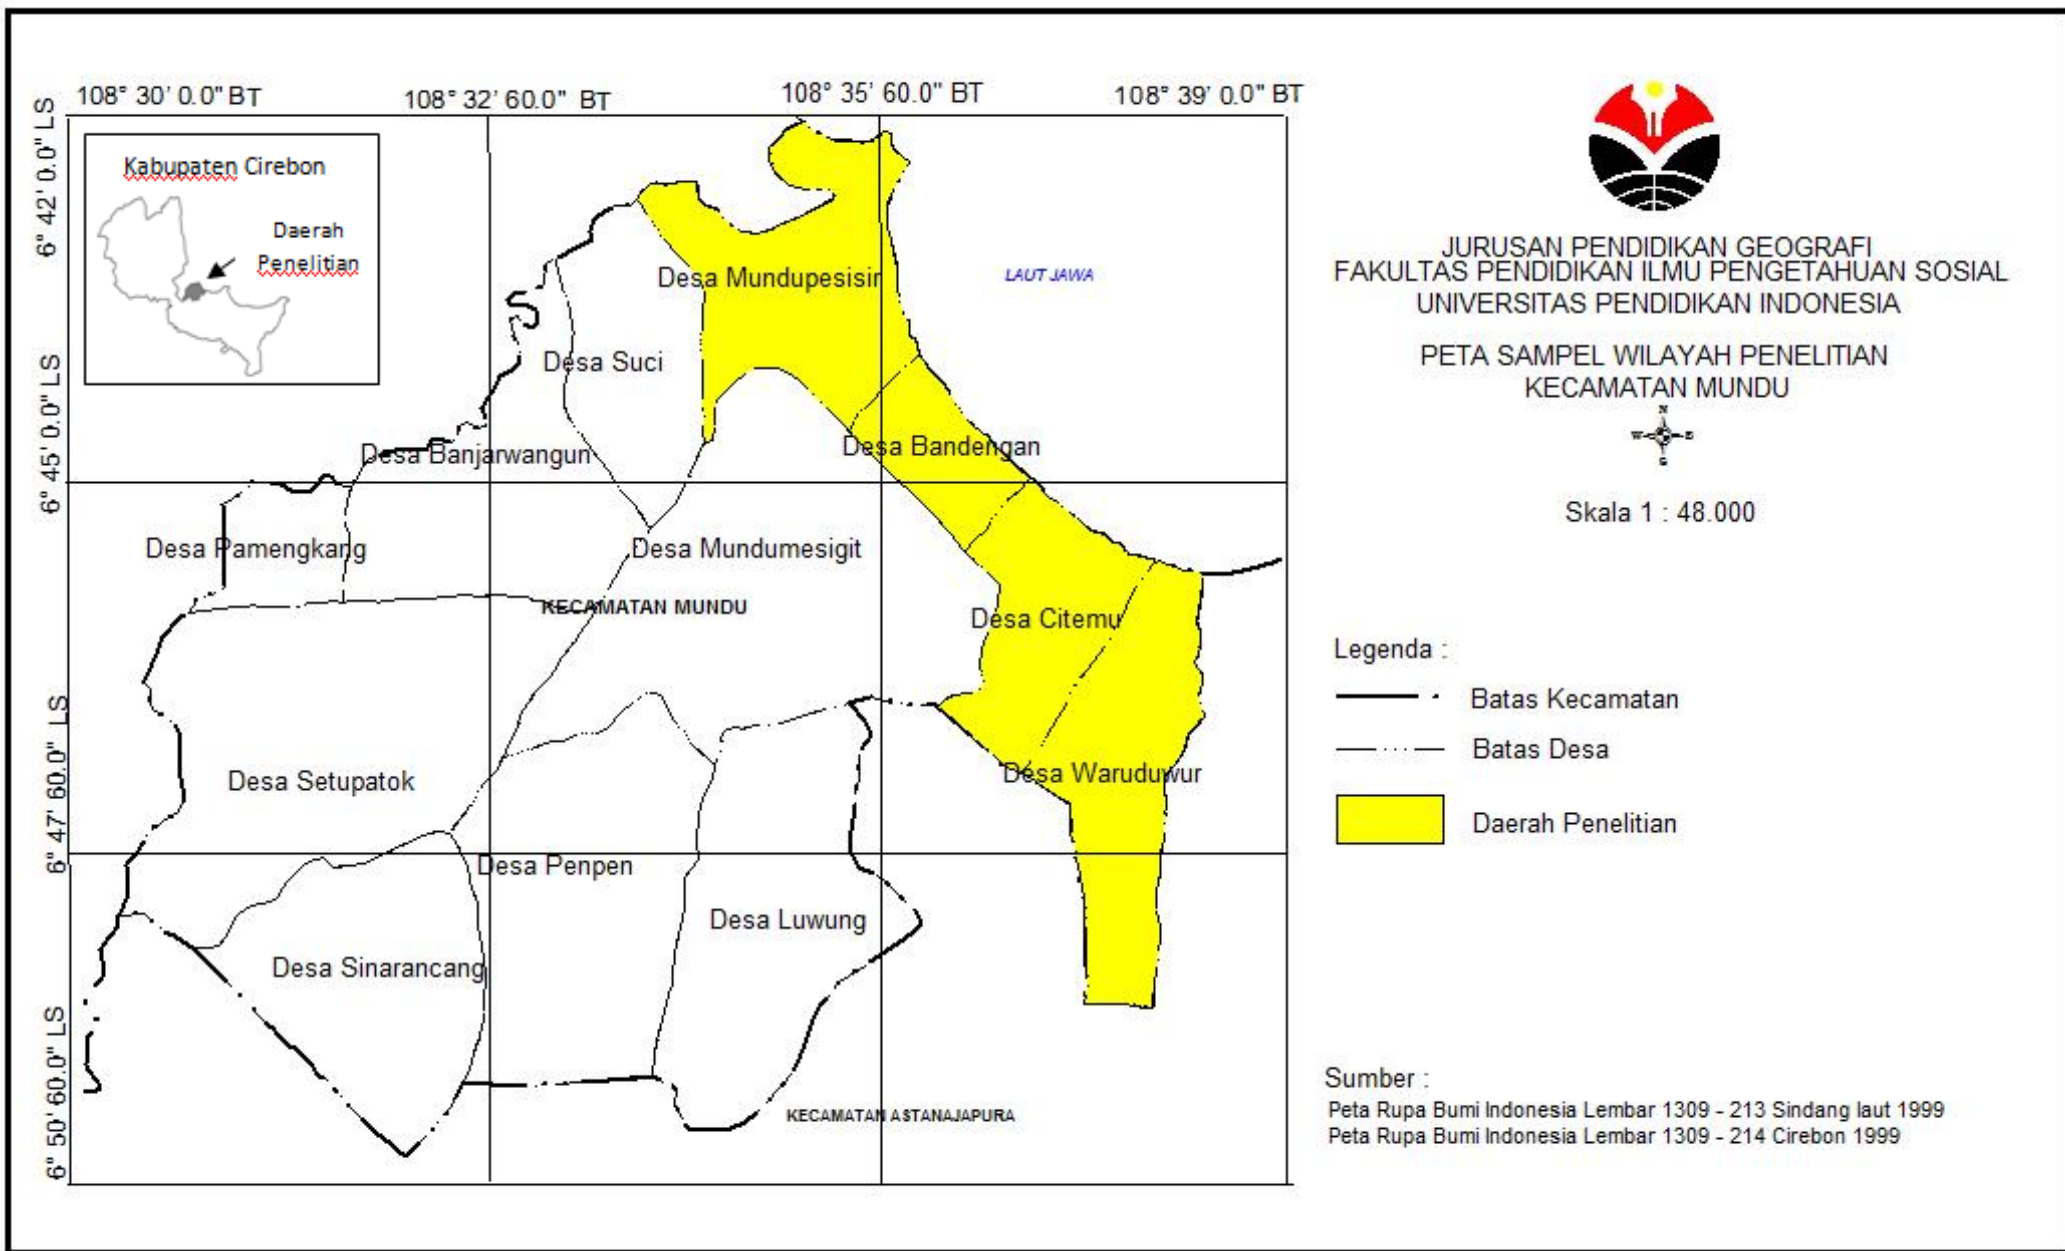 108° 30' 0.0" BT
108° 32' 60.0" BT
108° 35' 60.0" BT
108° 39' 0.0" BT
6° 42' 0.0" LS
6° 45' 0.0" LS
6° 47' 60.0" LS
6° 50' 60.0" LS
Kabupaten Cirebon
Daerah
Penelitian
Desa Mundupesisir
LAUT JAWA
Desa Suci
Desa Banjarwangun
Desa Bandengan
Desa Pamengkang
Desa Mundumesigit
KECAMATAN MUNDU
Desa Citemu
Desa Setupatok
Desa Waruduwur
Desa Penpen
Desa Luwung
Desa Sinarancang
KECAMATAN ASTANAJAPURA
JURUSAN PENDIDIKAN GEOGRAFI
FAKULTAS PENDIDIKAN ILMU PENGETAHUAN SOSIAL
UNIVERSITAS PENDIDIKAN INDONESIA
PETA SAMPEL WILAYAH PENELITIAN
KECAMATAN MUNDU
N
W E
S
Skala 1 : 48.000
Legenda :
Batas Kecamatan
Batas Desa
Daerah Penelitian
Sumber :
Peta Rupa Bumi Indonesia Lembar 1309 - 213 Sindang laut 1999
Peta Rupa Bumi Indonesia Lembar 1309 - 214 Cirebon 1999